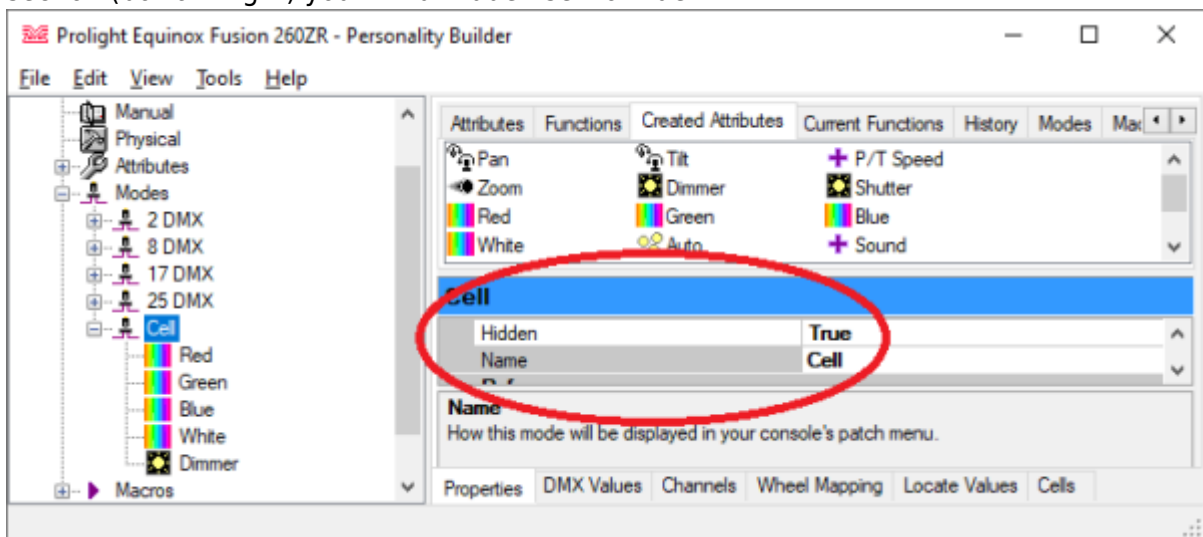 Prolight Equinox Fusion 260ZR - Personality Builder
File Edit View Tools Help
Manual
Physical
Attributes
Modes
2 DMX
8 DMX
17 DMX
25 DMX
Cell
Red
Green
Blue
White
Dimmer
Macros
Attributes Functions Created Attributes Current Functions History Modes
Pan Tilt P/T Speed
Zoom Dimmer Shutter
Red Green Blue
White Auto Sound
Cell
Hidden True
Name Cell
Name
How this mode will be displayed in your console's patch menu.
Properties DMX Values Channels Wheel Mapping Locate Values Cells